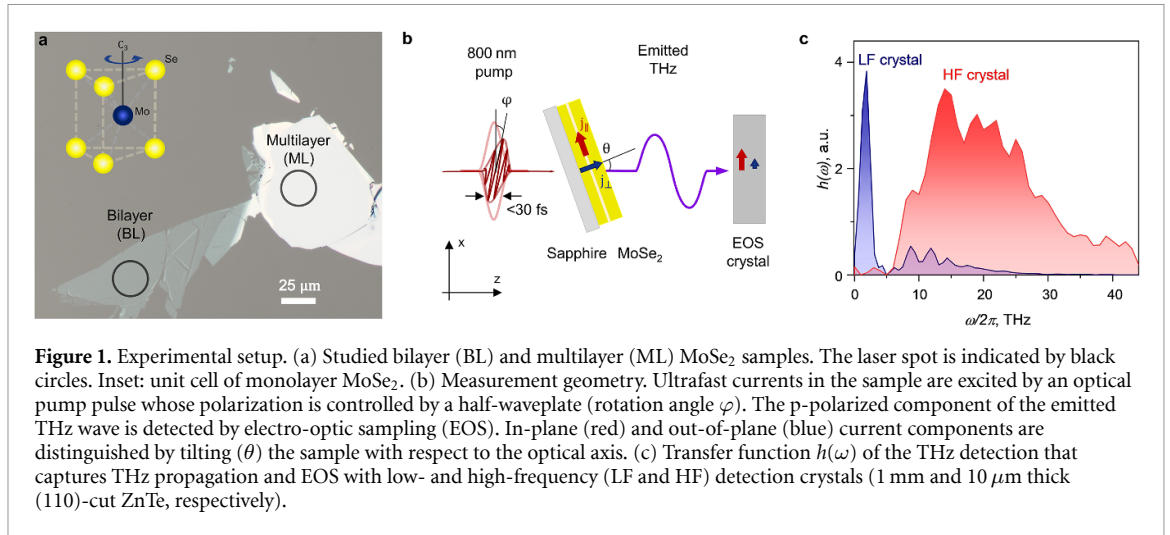 a
C₃
Se
Mo
Multilayer
(ML)
Bilayer
(BL)
25 μm
b
800 nm
pump
φ
<30 fs
x
z
Emitted
THz
j∥
j⊥
θ
Sapphire MoSe₂
EOS
crystal
c
LF crystal
HF crystal
h(ω), a.u.
4
2
0
0 10 20 30 40
ω/2π, THz
Figure 1. Experimental setup. (a) Studied bilayer (BL) and multilayer (ML) MoSe₂ samples. The laser spot is indicated by black
circles. Inset: unit cell of monolayer MoSe₂. (b) Measurement geometry. Ultrafast currents in the sample are excited by an optical
pump pulse whose polarization is controlled by a half-waveplate (rotation angle φ). The p-polarized component of the emitted
THz wave is detected by electro-optic sampling (EOS). In-plane (red) and out-of-plane (blue) current components are
distinguished by tilting (θ) the sample with respect to the optical axis. (c) Transfer function h(ω) of the THz detection that
captures THz propagation and EOS with low- and high-frequency (LF and HF) detection crystals (1 mm and 10 μm thick
(110)-cut ZnTe, respectively).